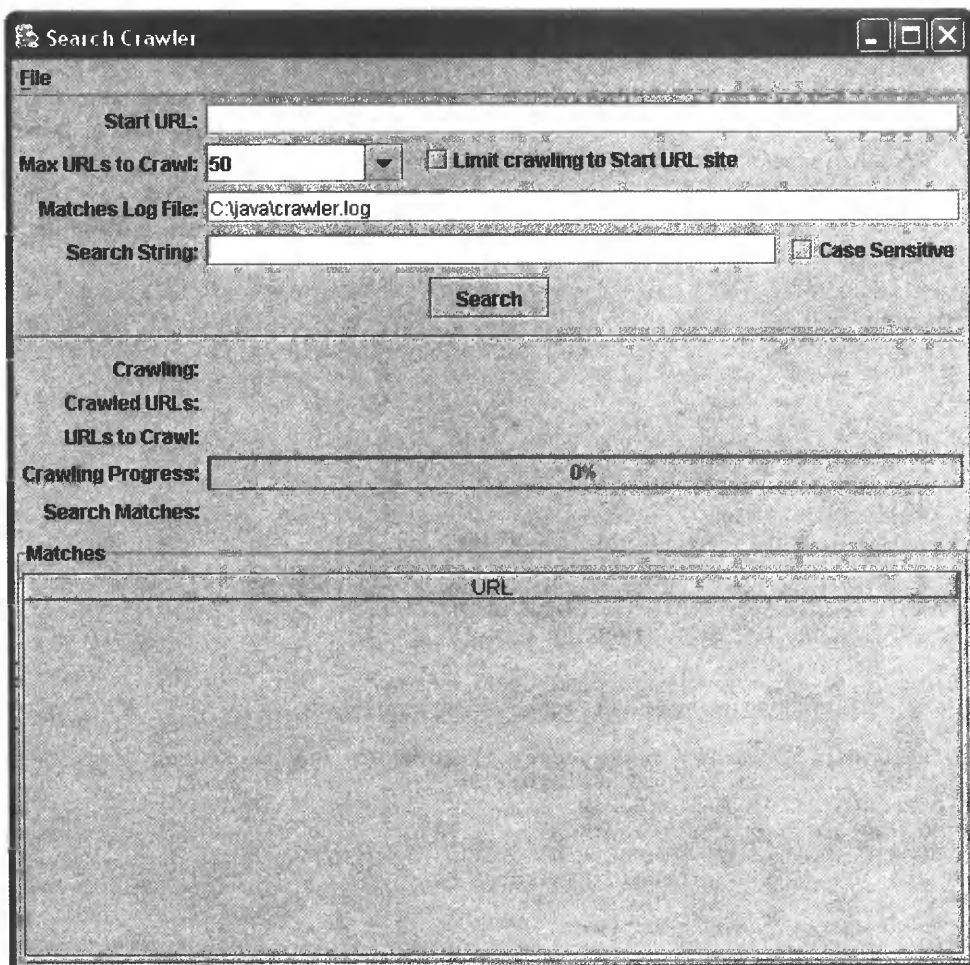 Search Crawler
File
Start URL:
Max URLs to Crawl: 50 Limit crawling to Start URL site
Matches Log File: C:\java\crawler.log
Search String: Case Sensitive
Search
Crawling:
Crawled URLs:
URLs to Crawl:
Crawling Progress: 0%
Search Matches:
Matches
URL